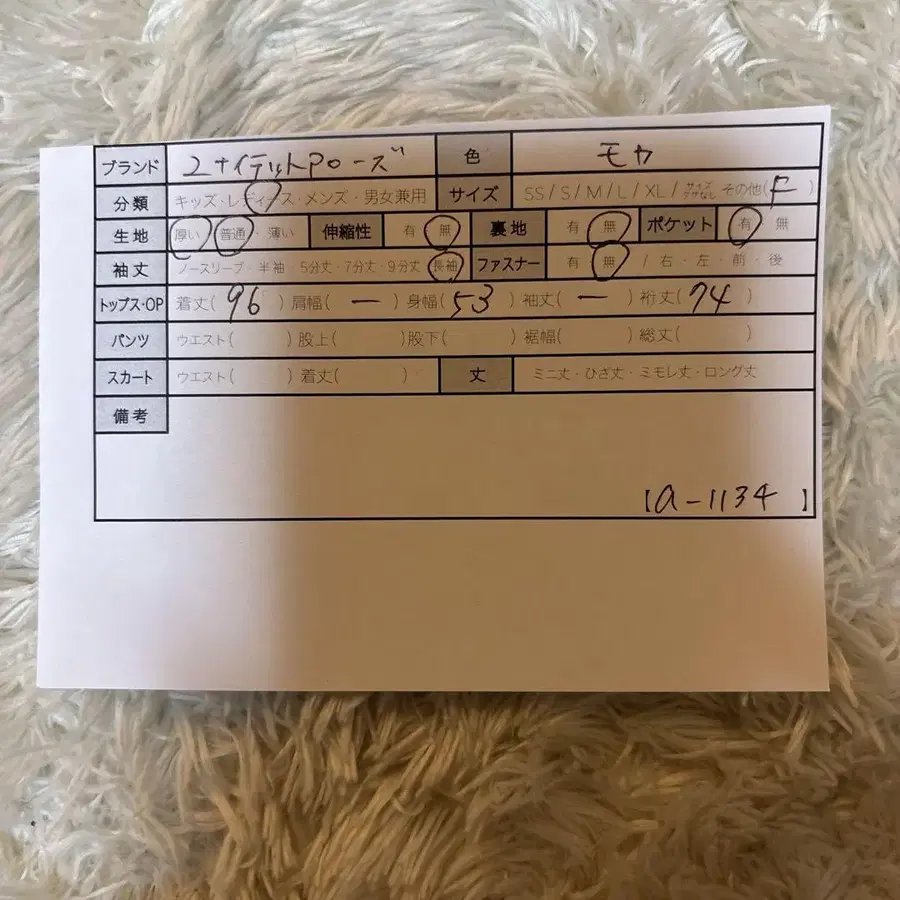 ブランド ユナイテットアローズ 色 モカ
分類 キッズ・レディース・メンズ・男女兼用 サイズ SS/S/M/L/XL/サイズタグなし その他(F)
生地 厚い・普通・薄い 伸縮性 有 無 裏地 有 無 ポケット 有 無
袖丈 ノースリーブ・半袖・5分丈・7分丈・9分丈・長袖 ファスナー 有・無 / 右・左・前・後
トップス・OP 着丈(96)肩幅(ー)身幅(53)袖丈(ー)裄丈(74)
パンツ ウエスト( )股上( )股下( )裾幅( )総丈( )
スカート ウエスト( )着丈( ) 丈 ミニ丈・ひざ丈・ミモレ丈・ロング丈
備考
【a-1134 】